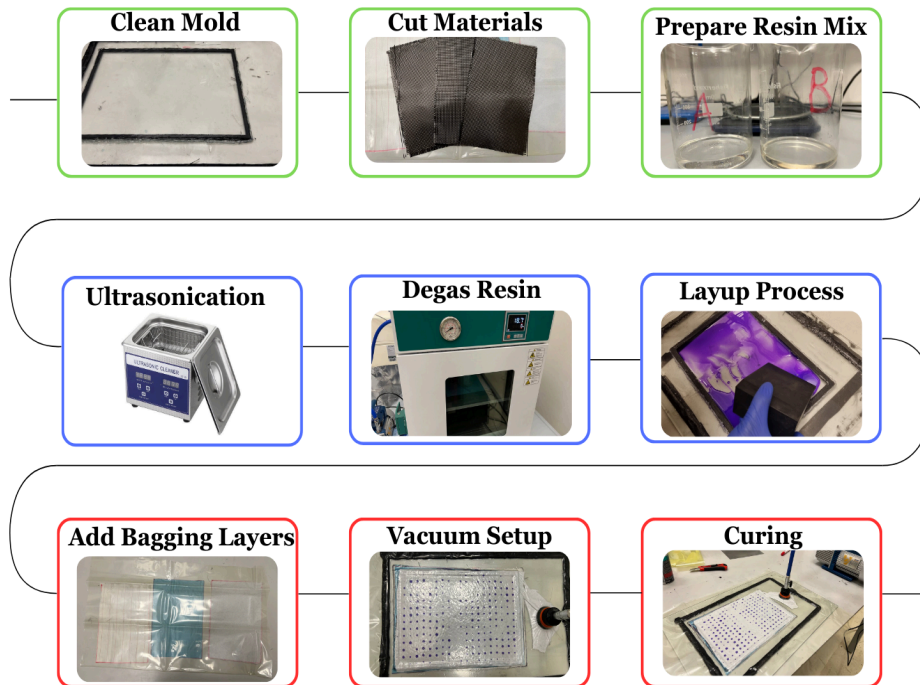 Clean Mold
Cut Materials
Prepare Resin Mix
A
B
Ultrasonication
ULTRASONIC CLEANER
Degas Resin
Layup Process
Add Bagging Layers
Vacuum Setup
Curing